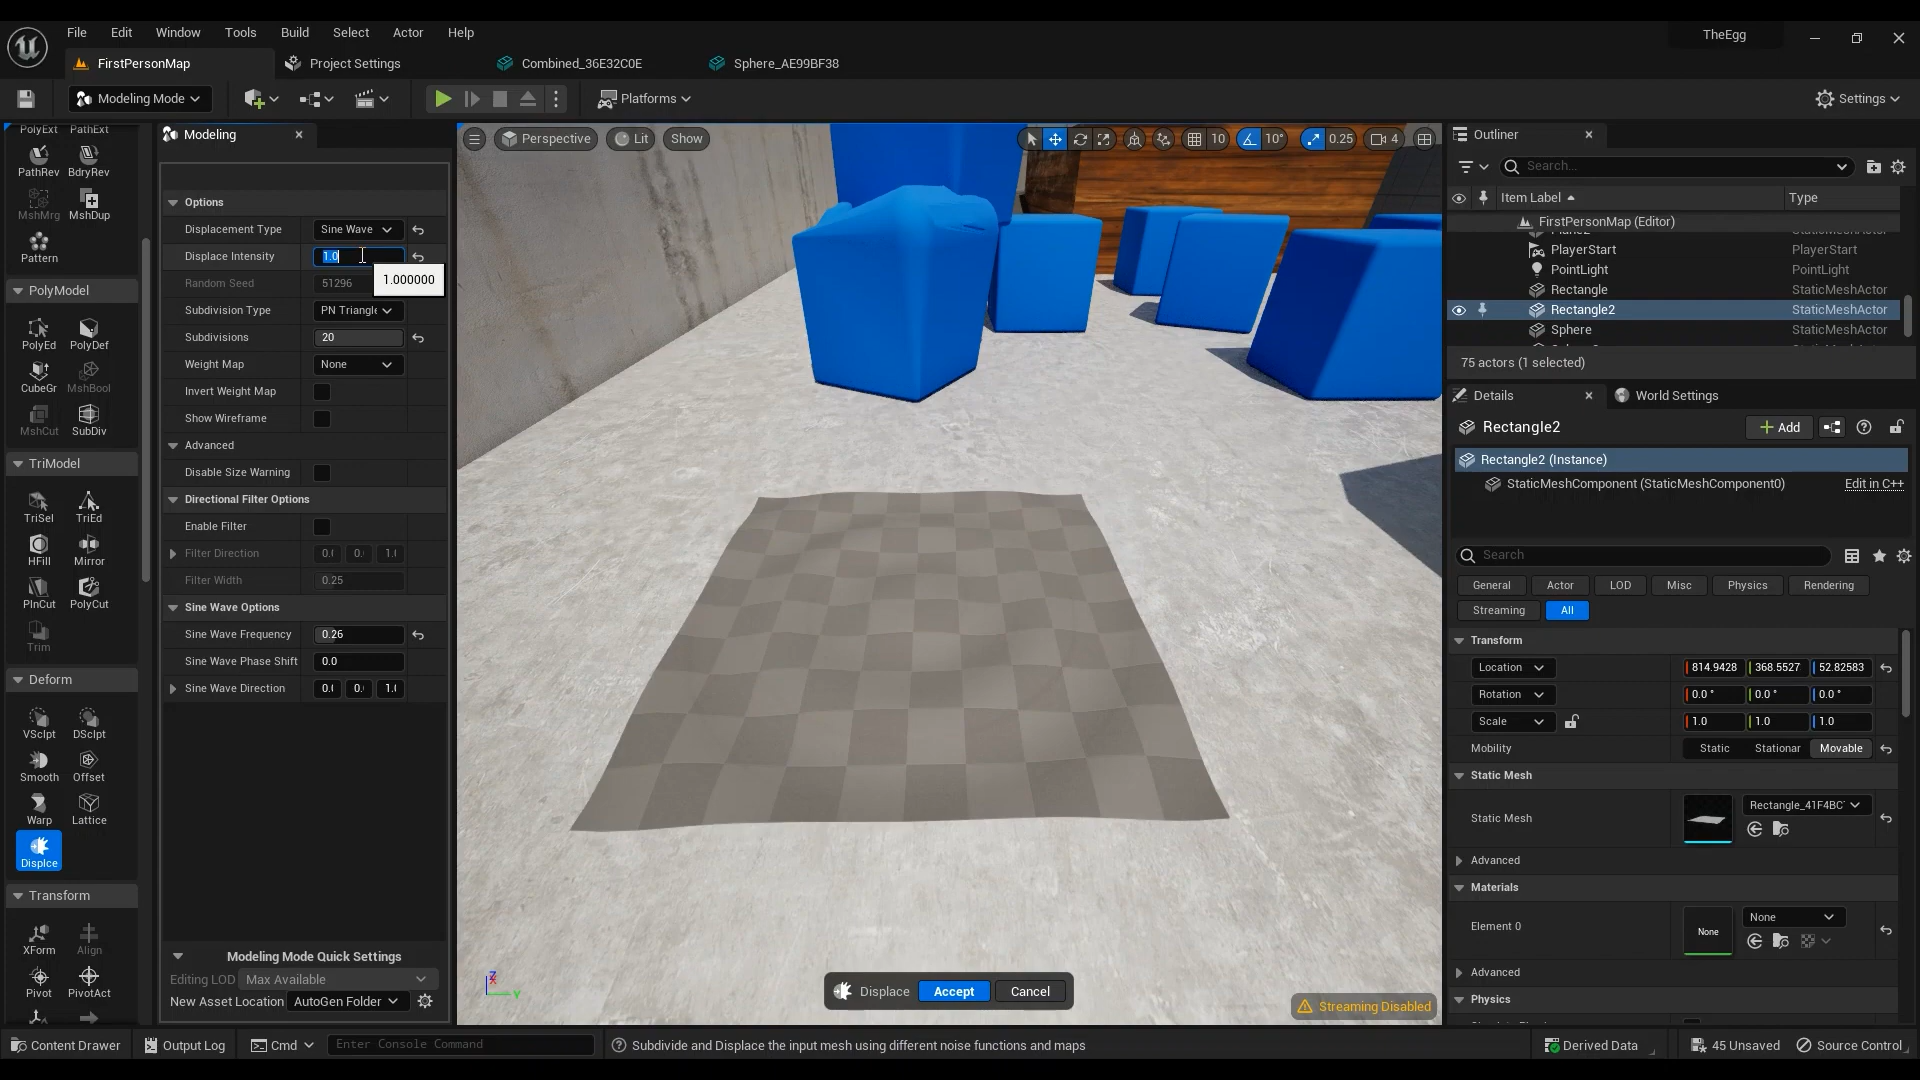 File Edit Window Tools Build Select Actor Help
TheEgg
FirstPersonMap
Project Settings
Combined_36E32C0E
Sphere_AE99BF38
Modeling Mode
Platforms
Settings
PolyExt PathExt
PathRev BdryRev
MshMrg MshDup
Pattern
PolyModel
PolyEd PolyDef
CubeGr MshBool
MshCut SubDiv
TriModel
TriSel TriEd
HFill Mirror
PlnCut PolyCut
Trim
Deform
VSclpt DSclpt
Smooth Offset
Warp Lattice
Displce
Transform
XForm Align
Pivot PivotAct
Modeling
Options
Displacement Type Sine Wave
Displace Intensity 1.0
1.000000
Random Seed 51296
Subdivision Type PN Triangle
Subdivisions 20
Weight Map None
Invert Weight Map
Show Wireframe
Advanced
Disable Size Warning
Directional Filter Options
Enable Filter
Filter Direction
Filter Width 0.25
Sine Wave Options
Sine Wave Frequency 0.26
Sine Wave Phase Shift 0.0
Sine Wave Direction
Modeling Mode Quick Settings
Editing LOD Max Available
New Asset Location AutoGen Folder
Perspective Lit Show
10 10° 0.25 4
Z
X
Y
Displace Accept Cancel
Streaming Disabled
Outliner
Search...
Item Label Type
FirstPersonMap (Editor)
PlayerStart PlayerStart
PointLight PointLight
Rectangle StaticMeshActor
Rectangle2 StaticMeshActor
Sphere StaticMeshActor
75 actors (1 selected)
Details World Settings
Rectangle2
Add
Rectangle2 (Instance)
StaticMeshComponent (StaticMeshComponent0) Edit in C++
Search
General Actor LOD Misc Physics Rendering
Streaming All
Transform
Location 814.9428 368.5527 52.82583
Rotation 0.0 ° 0.0 ° 0.0 °
Scale 1.0 1.0 1.0
Mobility Static Stationar Movable
Static Mesh
Static Mesh Rectangle_41F4BC
Advanced
Materials
Element 0 None None
Advanced
Physics
Content Drawer Output Log Cmd Enter Console Command
Subdivide and Displace the input mesh using different noise functions and maps
Derived Data 45 Unsaved Source Control